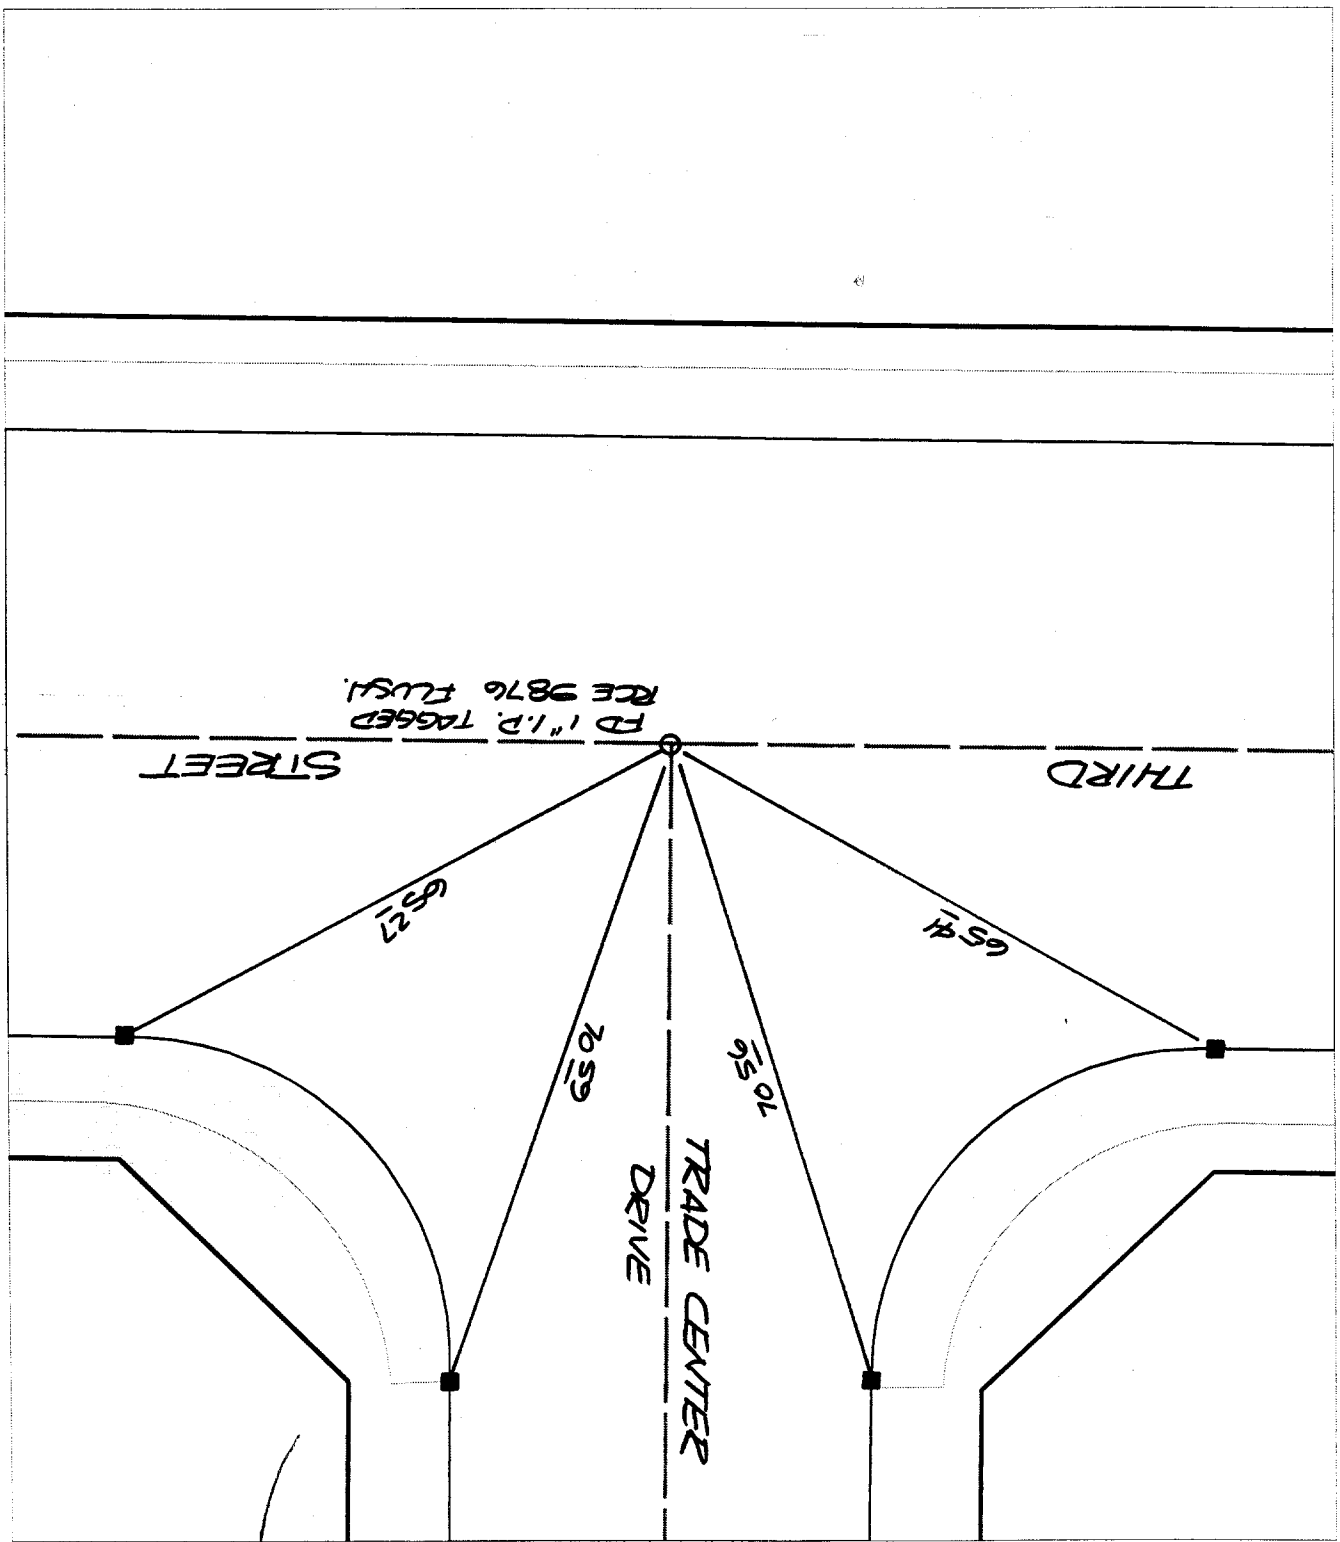 THIRD
STREET
FD 1" I.P. TAGGED
RCE 9876 FLUSH.
65 41
65 27
70 56
70 59
TRADE CENTER
DRIVE